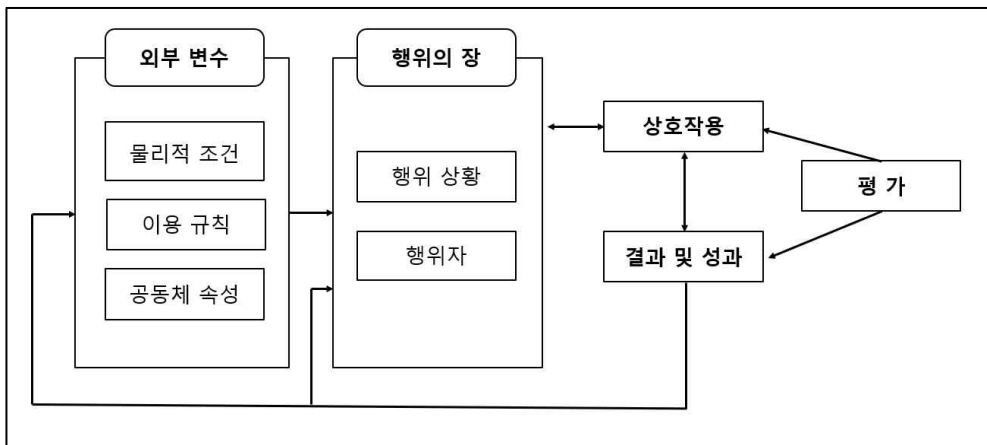 외부 변수
물리적 조건
이용 규칙
공동체 속성
행위의 장
행위 상황
행위자
상호작용
결과 및 성과
평 가